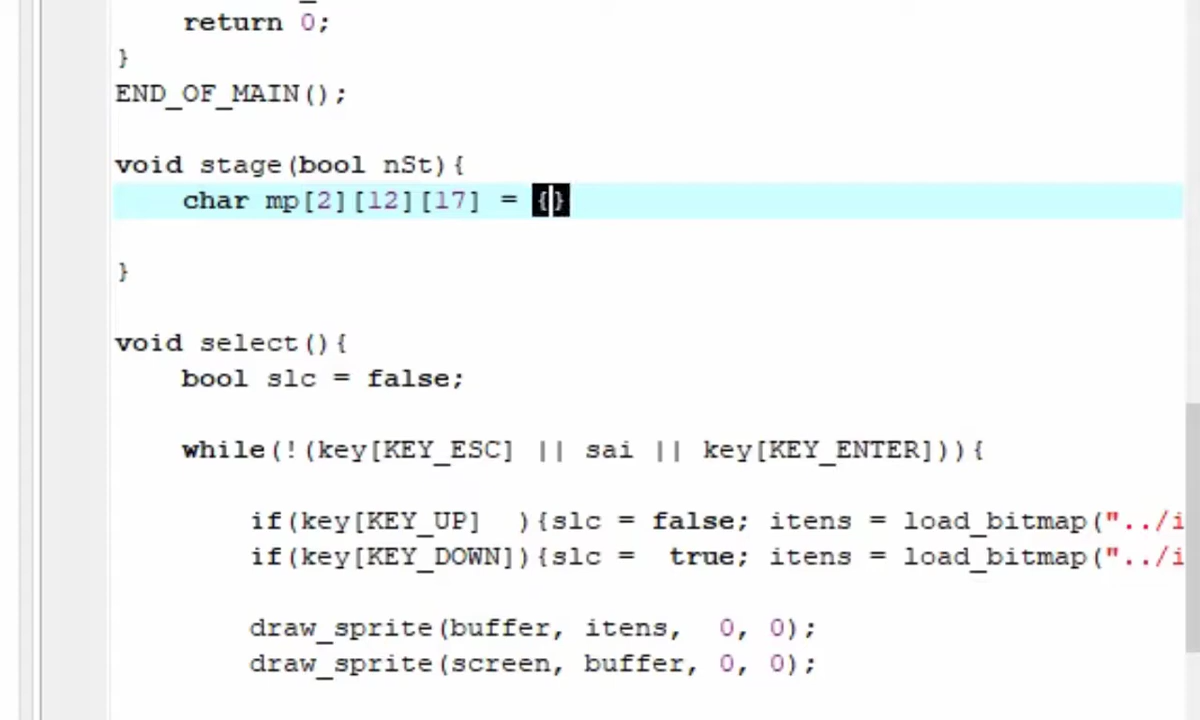 return 0;
}
END_OF_MAIN();
void stage(bool nSt){
char mp[2][12][17] = {}
}
void select(){
bool slc = false;
while(!(key[KEY_ESC] || sai || key[KEY_ENTER])){
if(key[KEY_UP]  ){slc = false; itens = load_bitmap("../i
if(key[KEY_DOWN]){slc =  true; itens = load_bitmap("../i
draw_sprite(buffer, itens,  0, 0);
draw_sprite(screen, buffer, 0, 0);